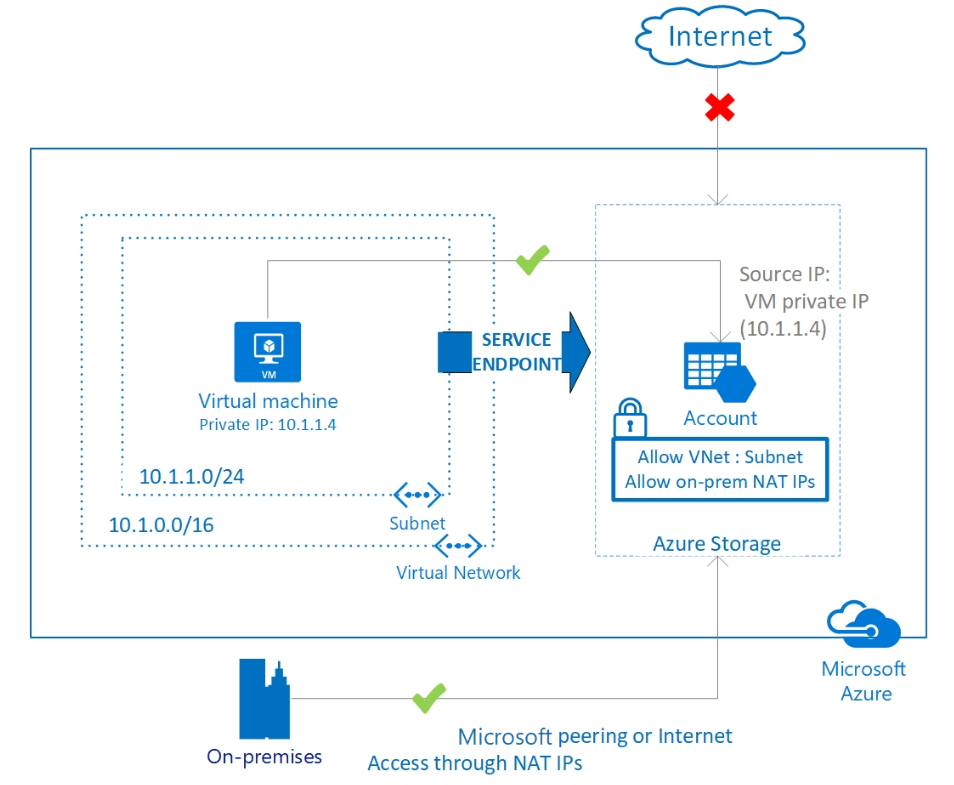 Internet
Source IP:
VM private IP
(10.1.1.4)
SERVICE
ENDPOINT
VM
Virtual machine
Private IP: 10.1.1.4
Account
Allow VNet : Subnet
Allow on-prem NAT IPs
10.1.1.0/24
10.1.0.0/16
Subnet
Azure Storage
Virtual Network
Microsoft
Azure
On-premises
Microsoft peering or Internet
Access through NAT IPs